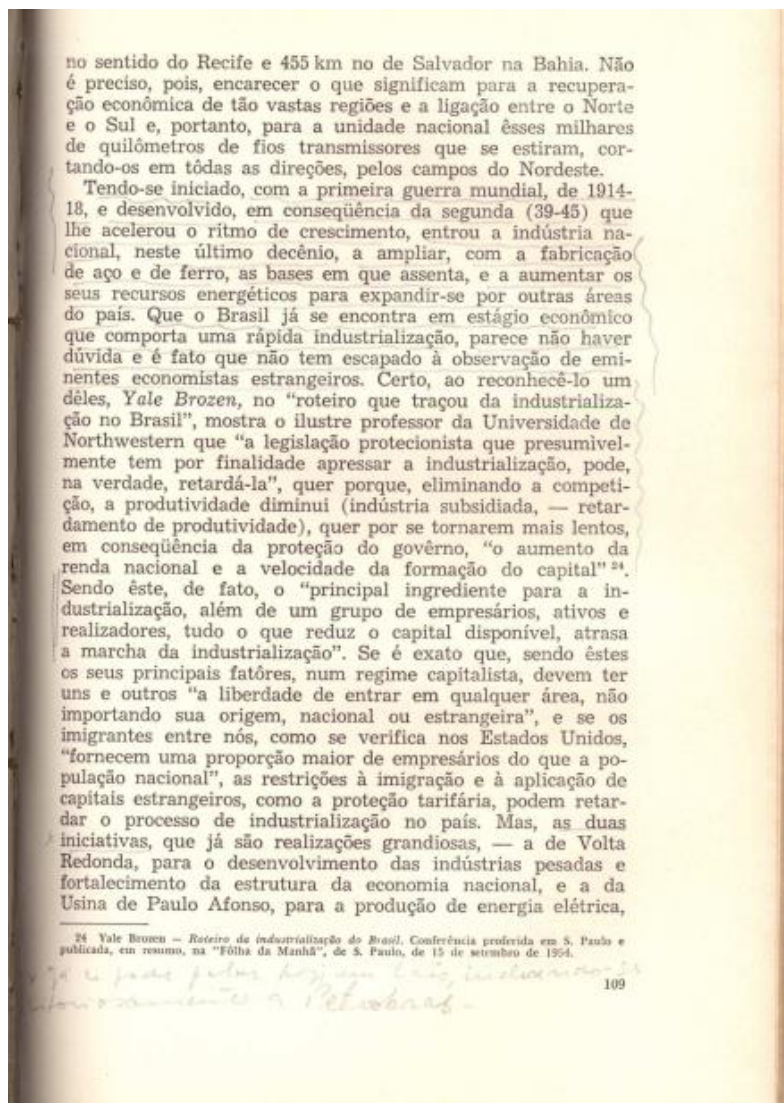 no sentido do Recife e 455 km no de Salvador na Bahia. Não
é preciso, pois, encarecer o que significam para a recupera-
ção econômica de tão vastas regiões e a ligação entre o Norte
e o Sul e, portanto, para a unidade nacional êsses milhares
de quilômetros de fios transmissores que se estiram, cor-
tando-os em tôdas as direções, pelos campos do Nordeste.
Tendo-se iniciado, com a primeira guerra mundial, de 1914-
18, e desenvolvido, em conseqüência da segunda (39-45) que
lhe acelerou o ritmo de crescimento, entrou a indústria na-
cional, neste último decênio, a ampliar, com a fabricação
de aço e de ferro, as bases em que assenta, e a aumentar os
seus recursos energéticos para expandir-se por outras áreas
do país. Que o Brasil já se encontra em estágio econômico
que comporta uma rápida industrialização, parece não haver
dúvida e é fato que não tem escapado à observação de emi-
nentes economistas estrangeiros. Certo, ao reconhecê-lo um
dêles, Yale Brozen, no “roteiro que traçou da industrializa-
ção no Brasil”, mostra o ilustre professor da Universidade de
Northwestern que “a legislação protecionista que presumìvel-
mente tem por finalidade apressar a industrialização, pode,
na verdade, retardá-la”, quer porque, eliminando a competi-
ção, a produtividade diminui (indústria subsidiada, — retar-
damento de produtividade), quer por se tornarem mais lentos,
em conseqüência da proteção do govêrno, “o aumento da
renda nacional e a velocidade da formação do capital” 24.
Sendo êste, de fato, o “principal ingrediente para a in-
dustrialização, além de um grupo de empresários, ativos e
realizadores, tudo o que reduz o capital disponível, atrasa
a marcha da industrialização”. Se é exato que, sendo êstes
os seus principais fatôres, num regime capitalista, devem ter
uns e outros “a liberdade de entrar em qualquer área, não
importando sua origem, nacional ou estrangeira”, e se os
imigrantes entre nós, como se verifica nos Estados Unidos,
“fornecem uma proporção maior de empresários do que a po-
pulação nacional”, as restrições à imigração e à aplicação de
capitais estrangeiros, como a proteção tarifária, podem retar-
dar o processo de industrialização no país. Mas, as duas
iniciativas, que já são realizações grandiosas, — a de Volta
Redonda, para o desenvolvimento das indústrias pesadas e
fortalecimento da estrutura da economia nacional, e a da
Usina de Paulo Afonso, para a produção de energia elétrica,
24 Yale Brozen — Roteiro da industrialização do Brasil. Conferência proferida em S. Paulo e
publicada, em resumo, na “Fôlha da Manhã”, de S. Paulo, de 15 de setembro de 1954.
109
a Petrobras.